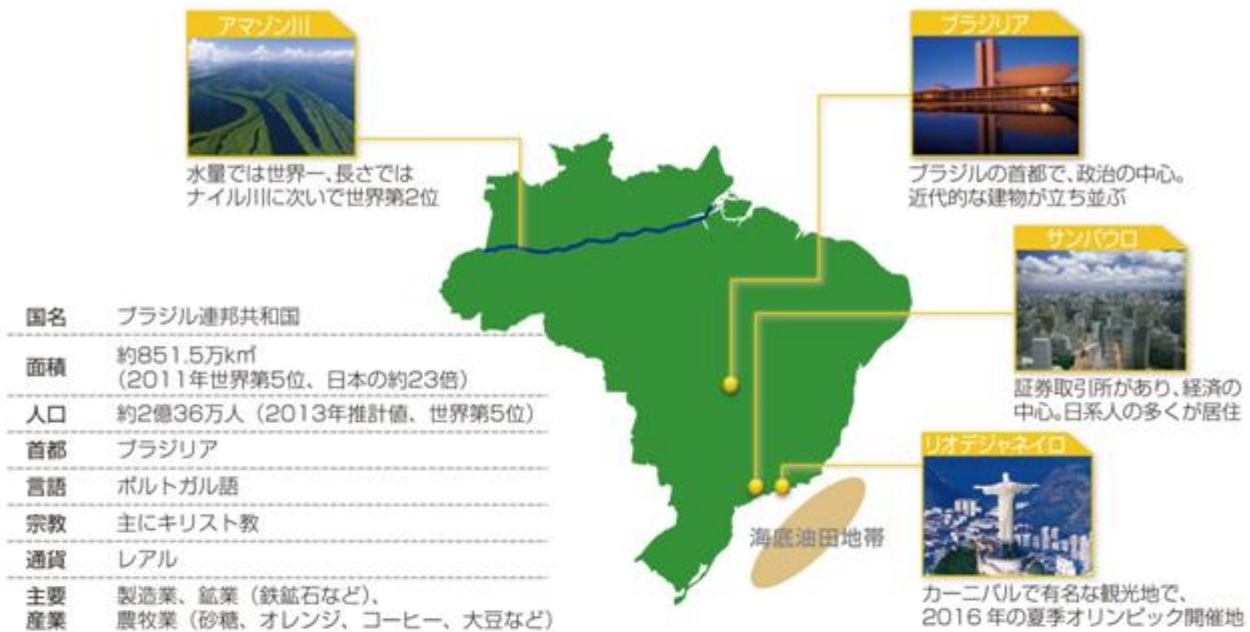 アマゾン川
水量では世界一、長さでは
ナイル川に次いで世界第2位
ブラジリア
ブラジルの首都で、政治の中心。
近代的な建物が立ち並ぶ
サンパウロ
証券取引所があり、経済の
中心。日系人の多くが居住
リオデジャネイロ
カーニバルで有名な観光地で、
2016年の夏季オリンピック開催地
海底油田地帯
国名 ブラジル連邦共和国
面積 約851.5万km²
（2011年世界第5位、日本の約23倍）
人口 約2億36万人（2013年推計値、世界第5位）
首都 ブラジリア
言語 ポルトガル語
宗教 主にキリスト教
通貨 レアル
主要 製造業、鉱業（鉄鉱石など）、
産業 農牧業（砂糖、オレンジ、コーヒー、大豆など）